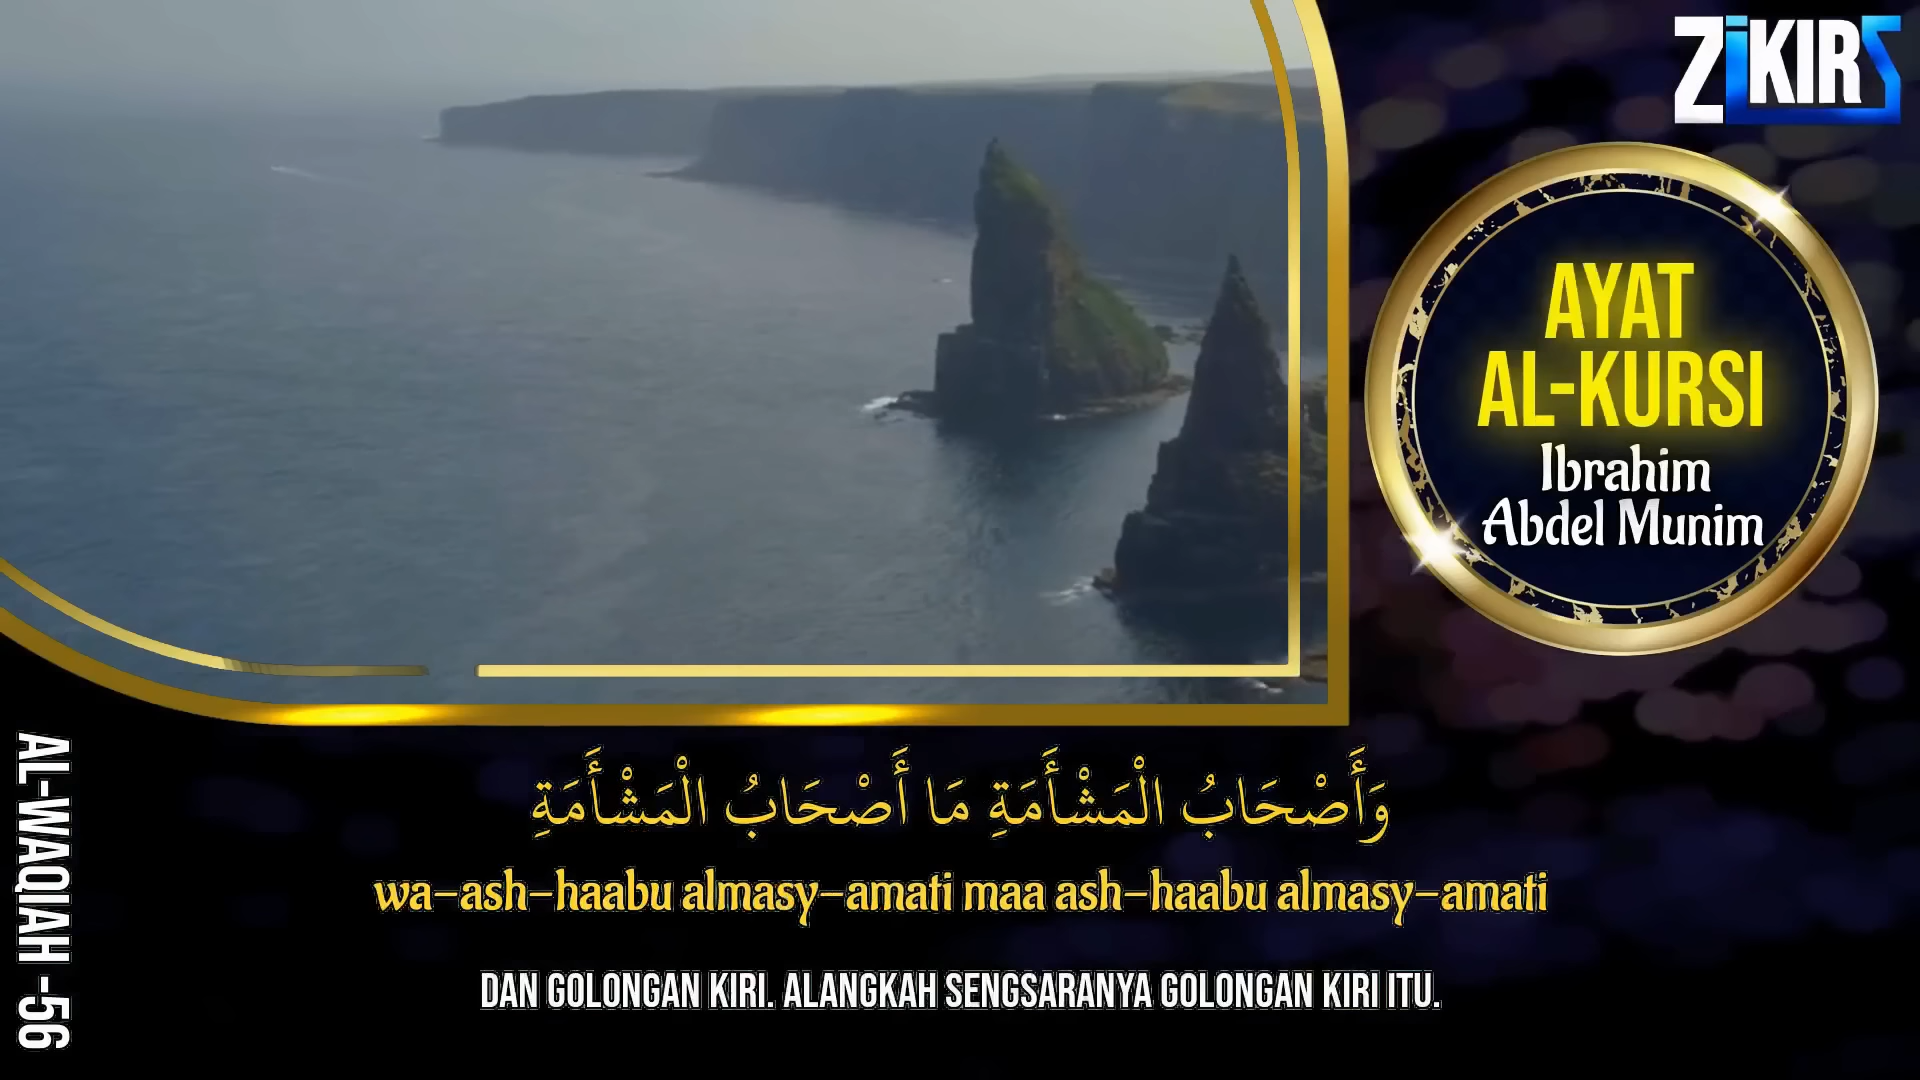 ZiKIRS
AYAT
AL-KURSI
Ibrahim
Abdel Munim
وَأَصْحَابُ الْمَشْأَمَةِ مَا أَصْحَابُ الْمَشْأَمَةِ
wa-ash-haabu almasy-amati maa ash-haabu almasy-amati
DAN GOLONGAN KIRI. ALANGKAH SENGSARANYA GOLONGAN KIRI ITU.
AL-WAQIAH -56